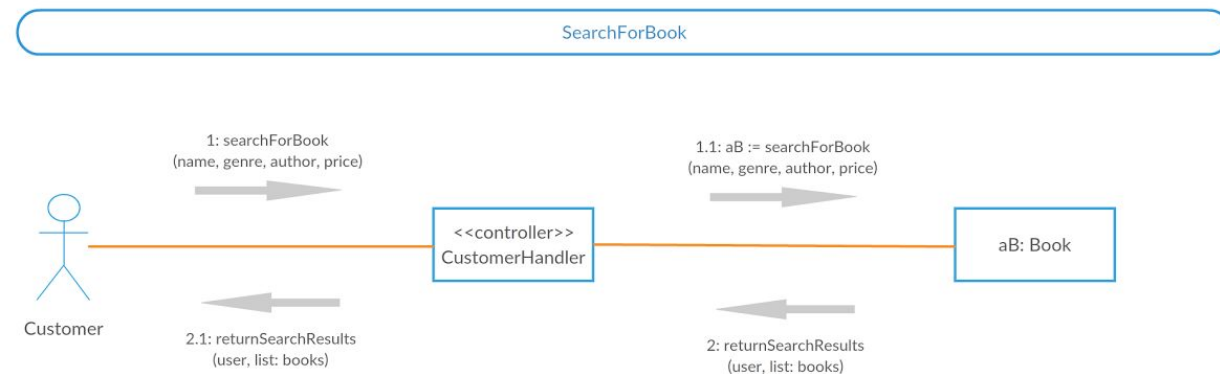 SearchForBook
1: searchForBook
(name, genre, author, price)
1.1: aB := searchForBook
(name, genre, author, price)
<<controller>>
CustomerHandler
aB: Book
Customer
2.1: returnSearchResults
(user, list: books)
2: returnSearchResults
(user, list: books)